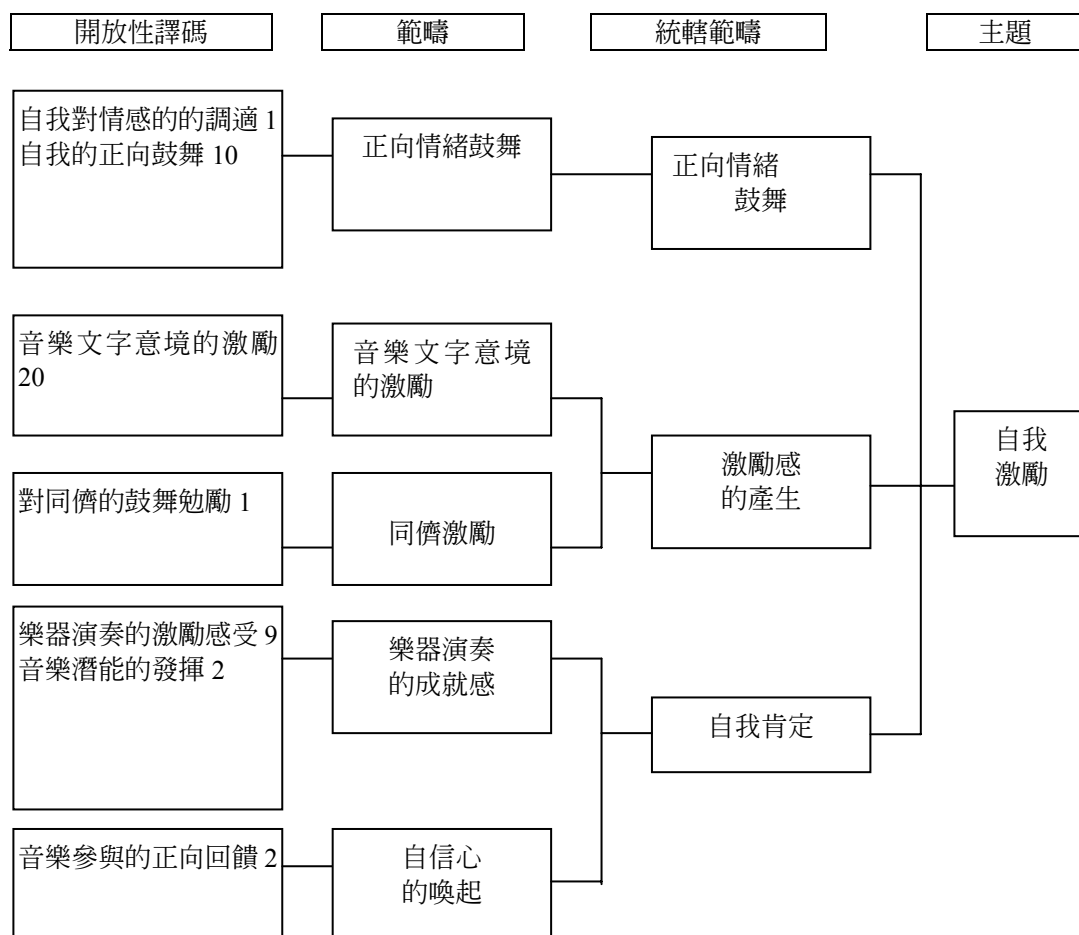 開放性譯碼
範疇
統轄範疇
主題
自我對情感的的調適 1
自我的正向鼓舞 10
正向情緒鼓舞
正向情緒
鼓舞
音樂文字意境的激勵
20
音樂文字意境
的激勵
對同儕的鼓舞勉勵 1
同儕激勵
激勵感
的產生
自我
激勵
樂器演奏的激勵感受 9
音樂潛能的發揮 2
樂器演奏
的成就感
自我肯定
音樂參與的正向回饋 2
自信心
的喚起